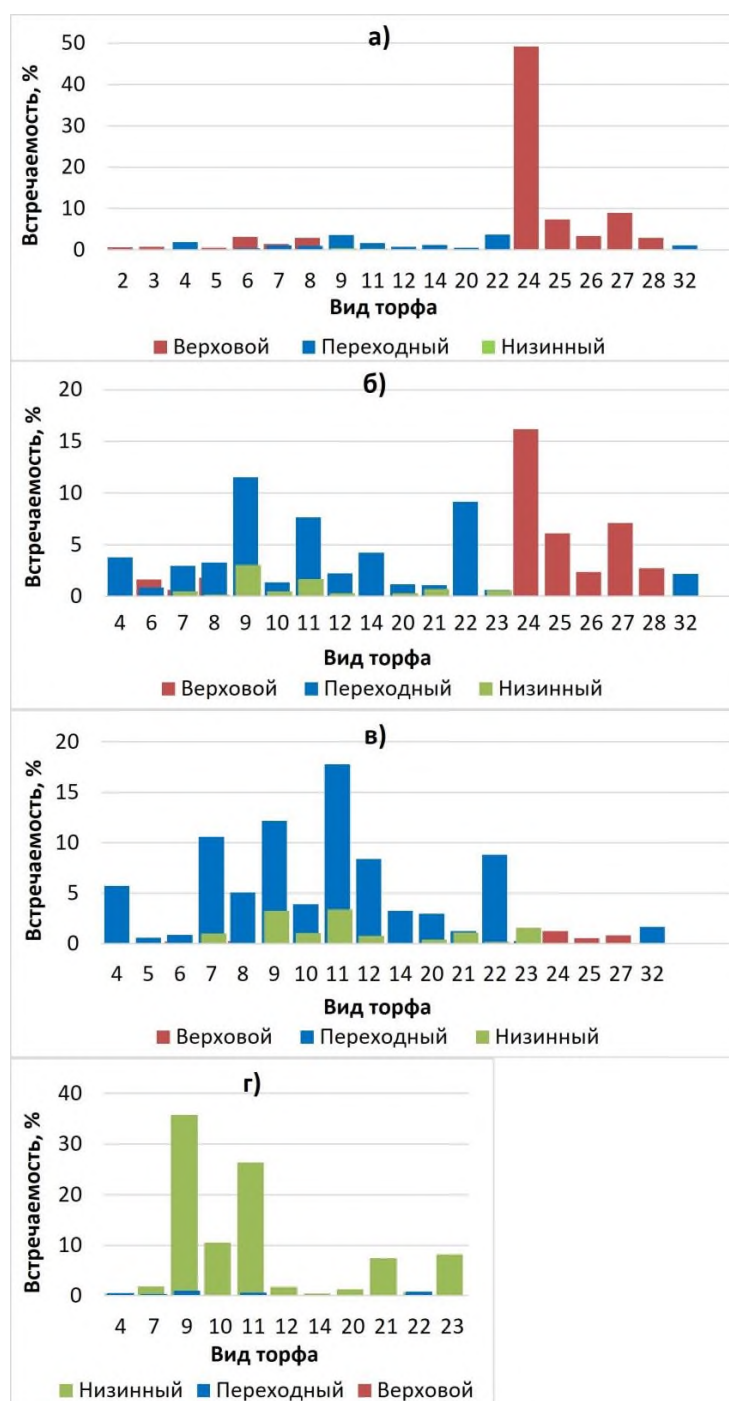 а)
Встречаемость, %
50
40
30
20
10
0
2 3 4 5 6 7 8 9 11 12 14 20 22 24 25 26 27 28 32
Вид торфа
Верховой Переходный Низинный
б)
Встречаемость, %
20
15
10
5
0
4 6 7 8 9 10 11 12 14 20 21 22 23 24 25 26 27 28 32
Вид торфа
Верховой Переходный Низинный
в)
Встречаемость, %
20
15
10
5
0
4 5 6 7 8 9 10 11 12 14 20 21 22 23 24 25 27 32
Вид торфа
Верховой Переходный Низинный
г)
Встречаемость, %
40
30
20
10
0
4 7 9 10 11 12 14 20 21 22 23
Вид торфа
Низинный Переходный Верховой